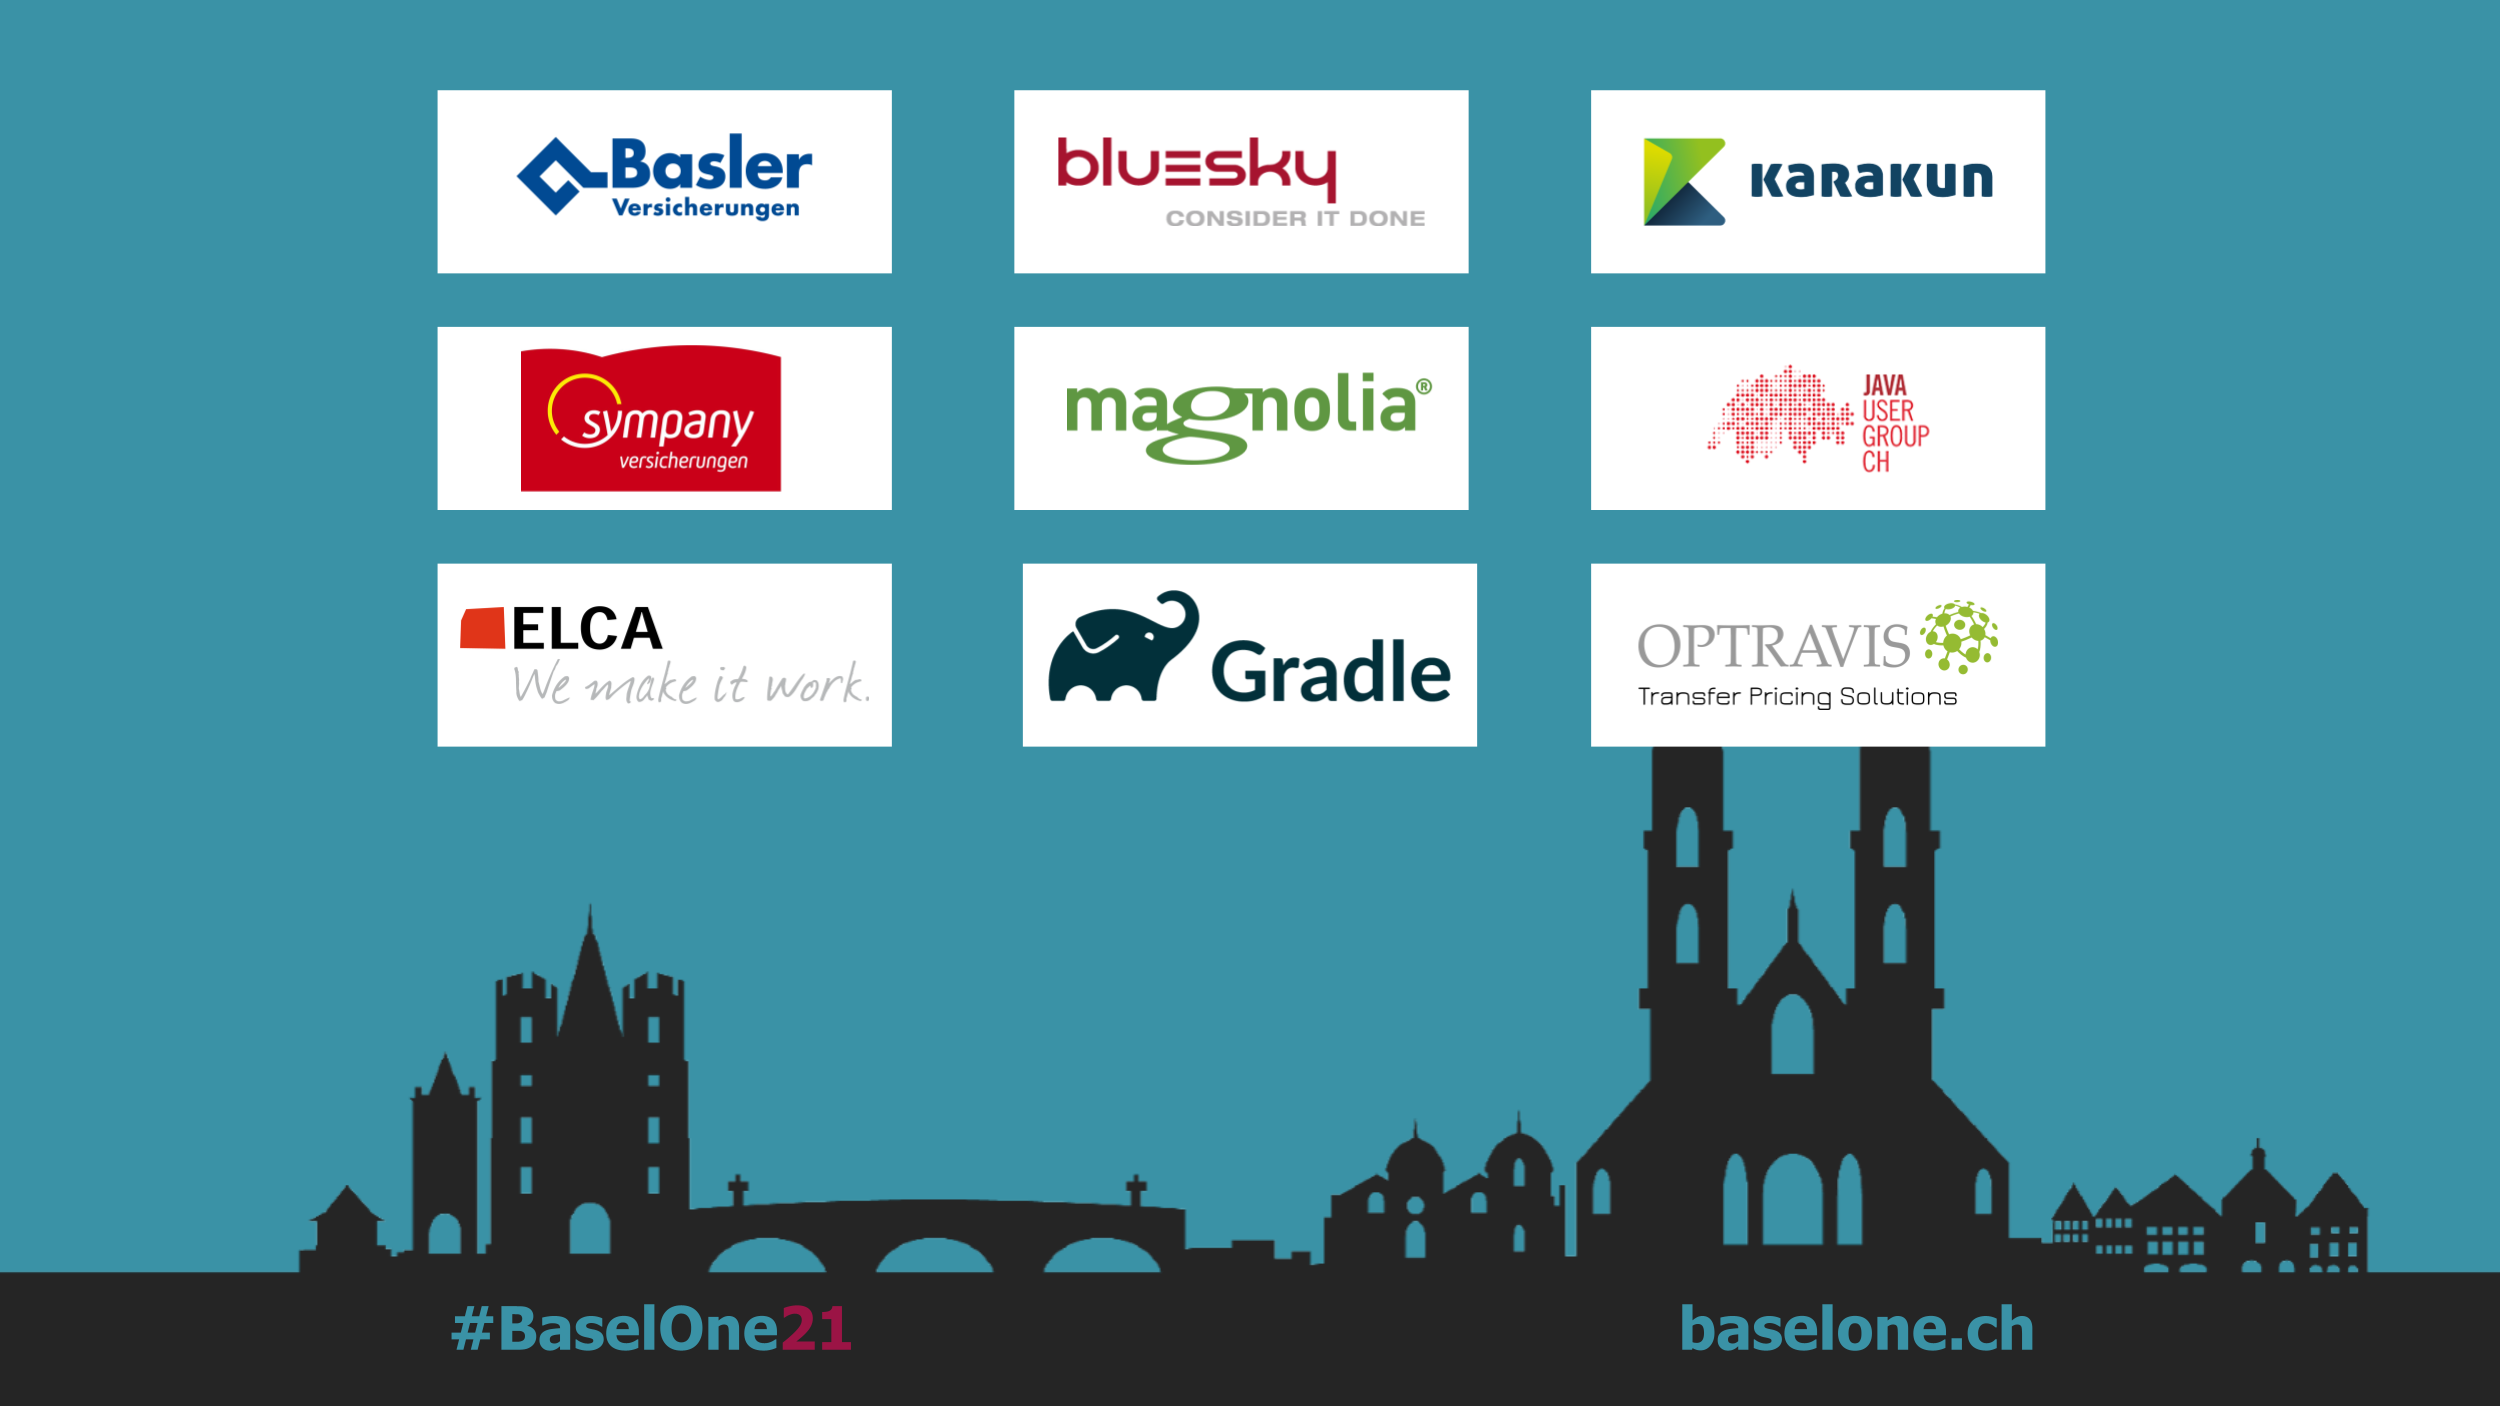 Basler
Versicherungen
bluesky
CONSIDER IT DONE
KARAKUN
sympany
versicherungen
magnolia®
JAVA
USER
GROUP
CH
ELCA
We make it work.
Gradle
OPTRAVIS
Transfer Pricing Solutions
#BaselOne21
baselone.ch